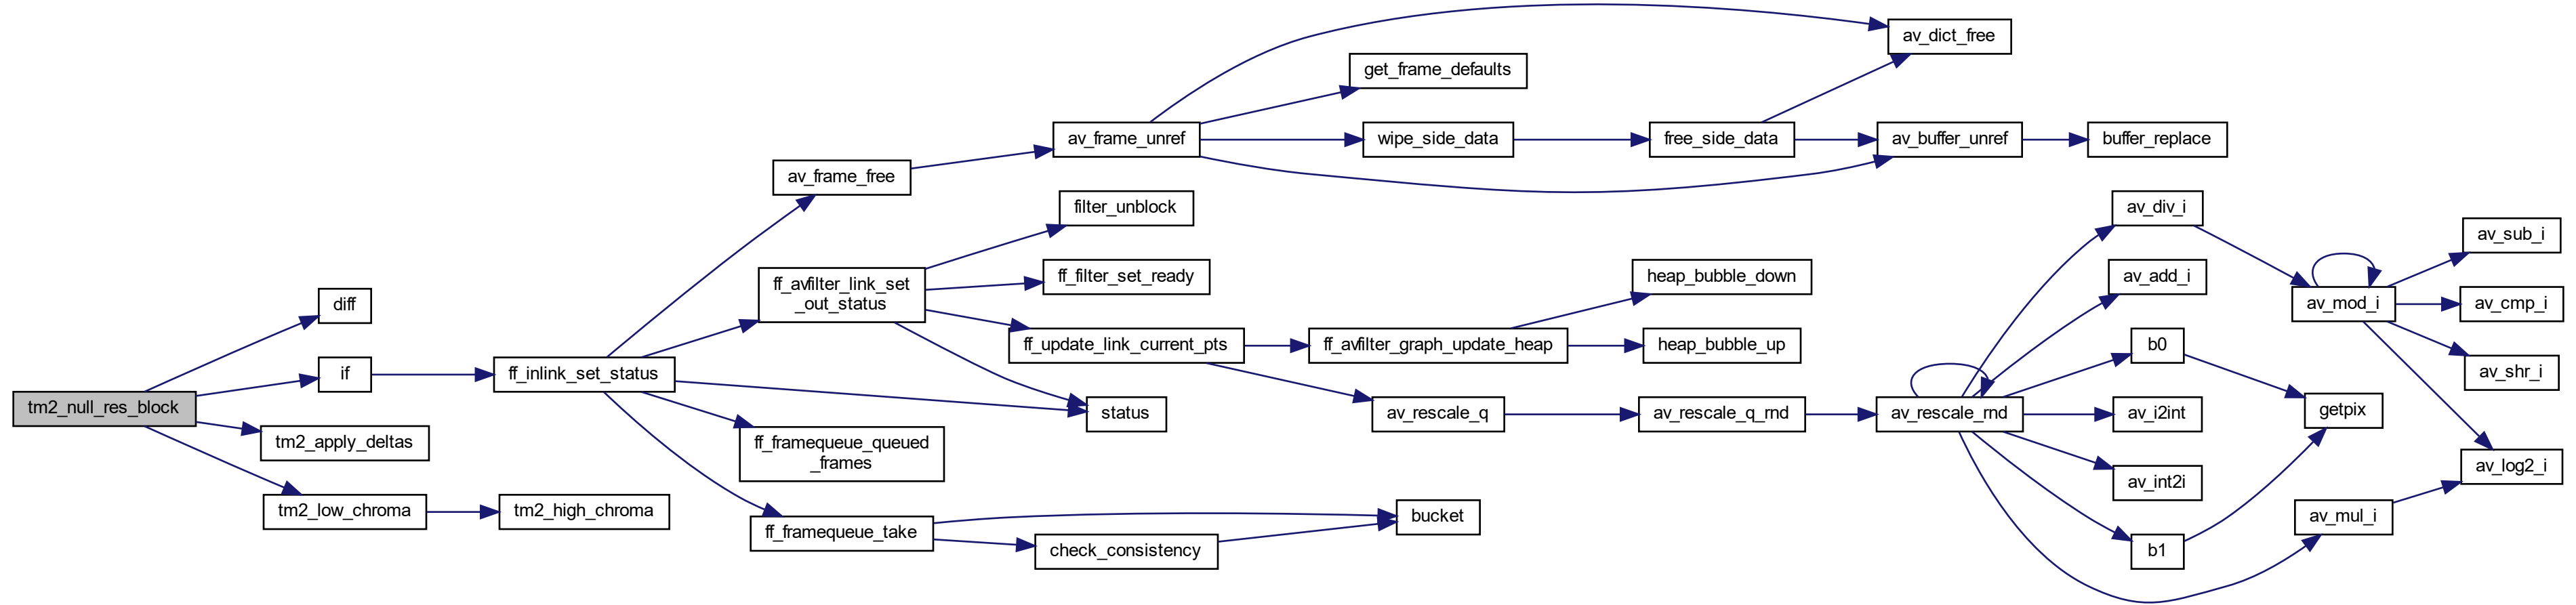 tm2_null_res_block
diff
if
tm2_apply_deltas
tm2_low_chroma
tm2_high_chroma
ff_inlink_set_status
av_frame_free
ff_avfilter_link_set
_out_status
ff_framequeue_queued
_frames
ff_framequeue_take
av_frame_unref
filter_unblock
ff_filter_set_ready
ff_update_link_current_pts
status
check_consistency
bucket
get_frame_defaults
wipe_side_data
free_side_data
av_dict_free
av_buffer_unref
buffer_replace
ff_avfilter_graph_update_heap
heap_bubble_down
heap_bubble_up
av_rescale_q
av_rescale_q_rnd
av_rescale_rnd
av_div_i
av_add_i
b0
av_i2int
av_int2i
b1
av_mod_i
getpix
av_mul_i
av_sub_i
av_cmp_i
av_shr_i
av_log2_i